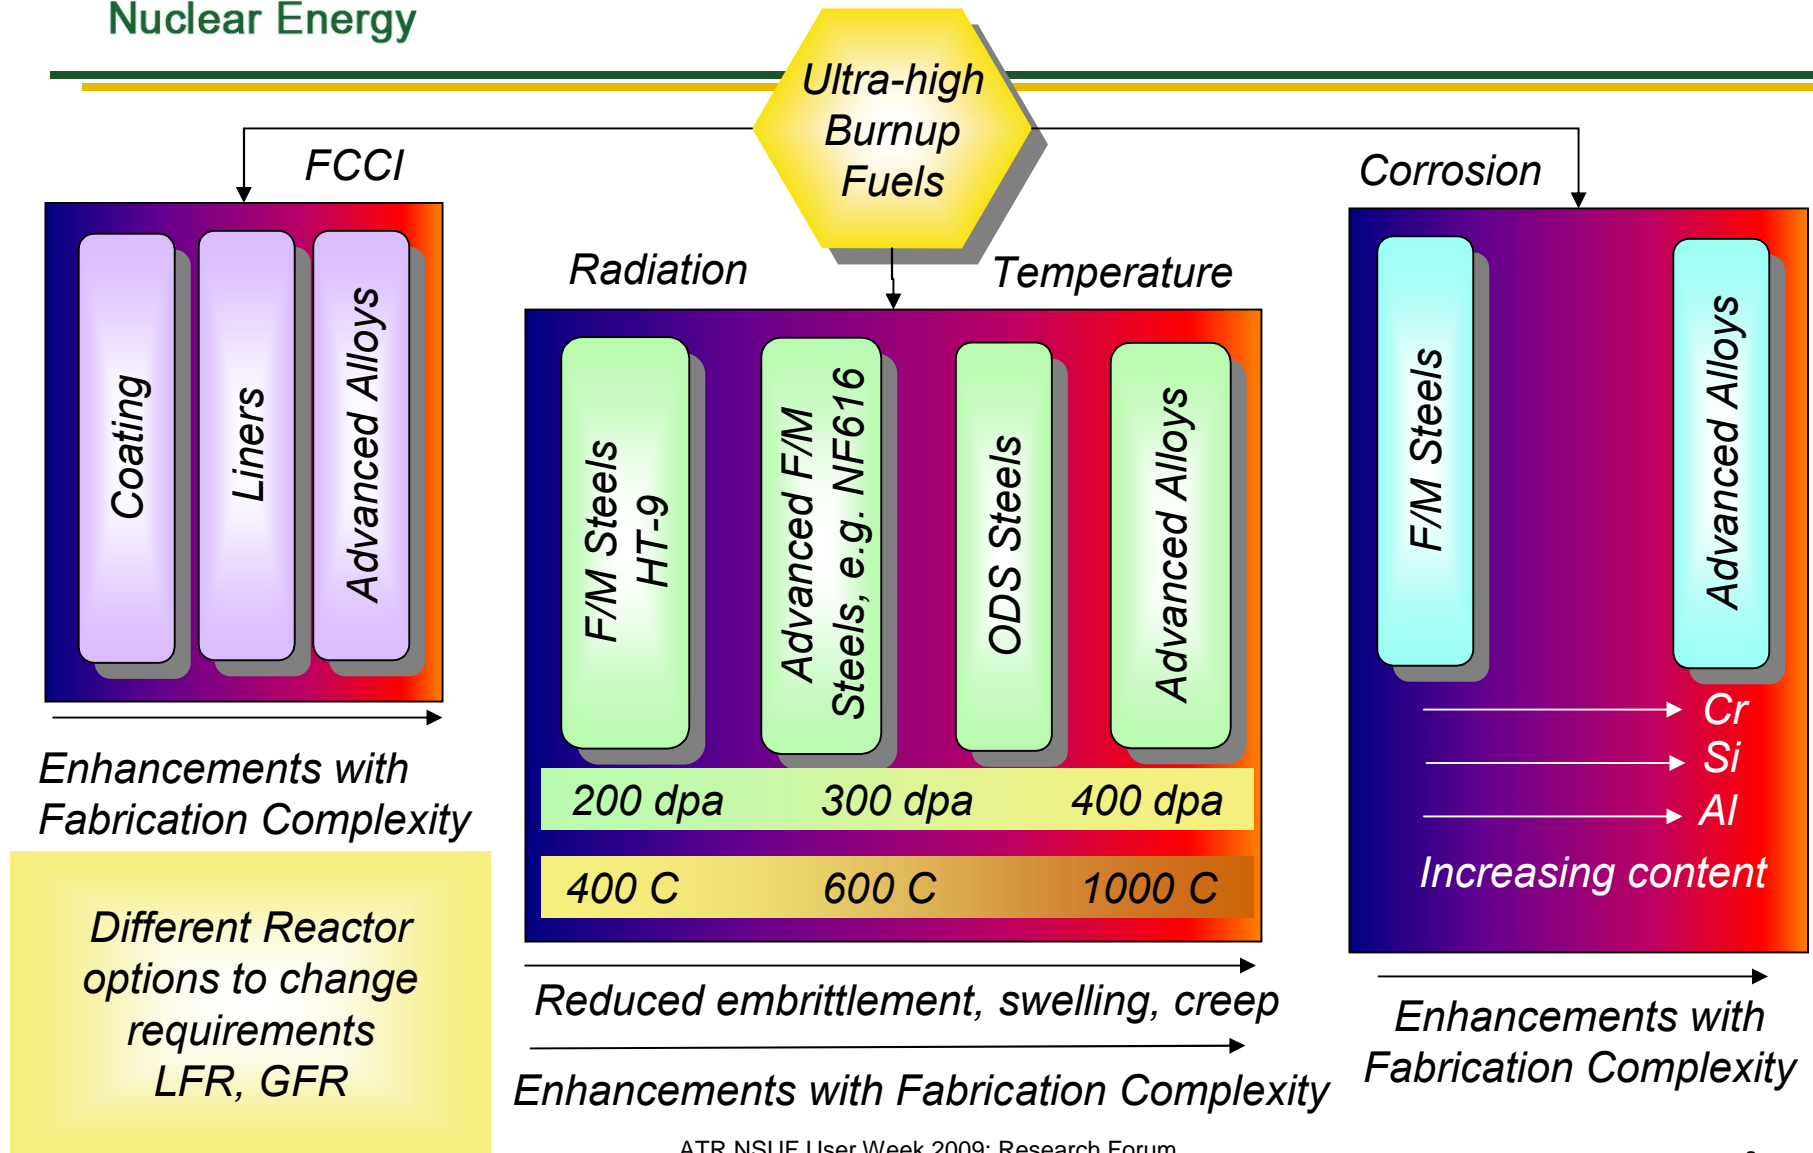 Nuclear Energy
Ultra-high
Burnup
Fuels
FCCI
Coating
Liners
Advanced Alloys
Enhancements with
Fabrication Complexity
Different Reactor
options to change
requirements
LFR, GFR
Radiation
Temperature
F/M Steels
HT-9
Advanced F/M
Steels, e.g. NF616
ODS Steels
Advanced Alloys
200 dpa 300 dpa 400 dpa
400 C 600 C 1000 C
Reduced embrittlement, swelling, creep
Enhancements with Fabrication Complexity
Corrosion
F/M Steels
Advanced Alloys
Cr
Si
Al
Increasing content
Enhancements with
Fabrication Complexity
ATR NSUF User Week 2009: Research Forum